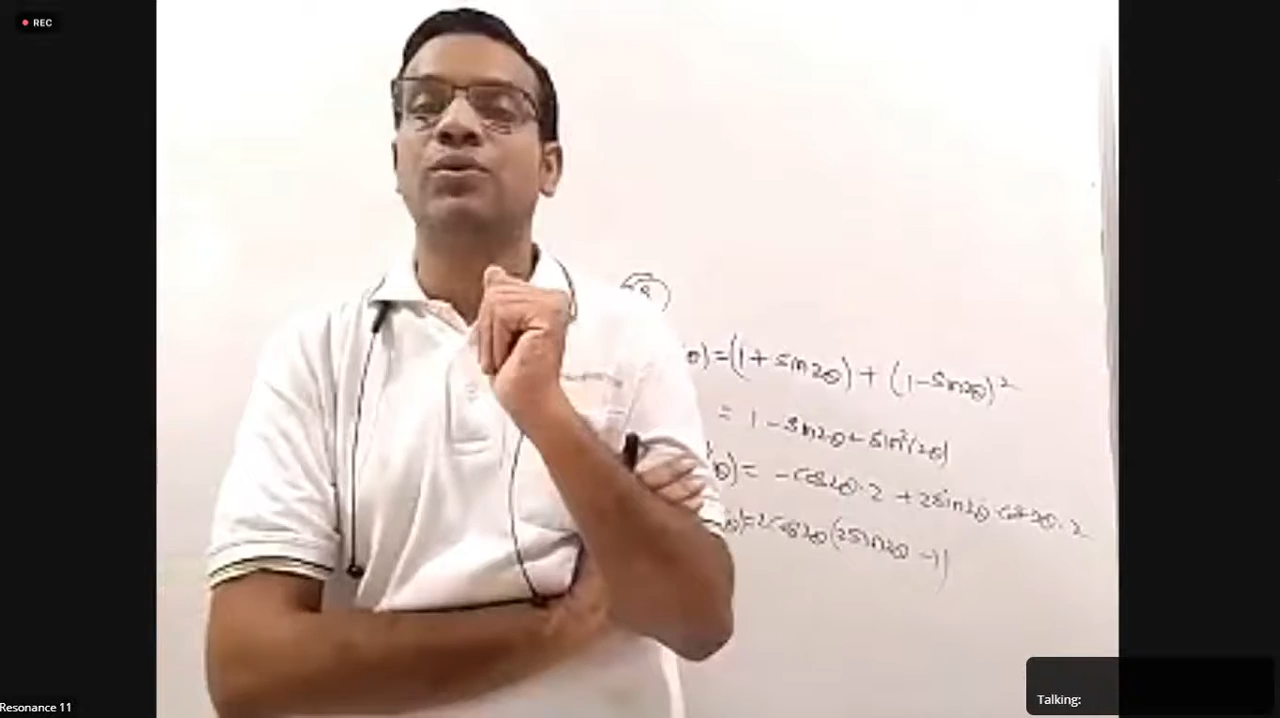 REC
θ) = (1 + sin2θ) + (1 - sin2θ)²
= 1 - sin2θ + sin²(2θ)
'(θ) = - cos2θ·2 + 2sin2θ cos2θ·2
(θ) = 2cos2θ(2sin2θ - 1)
Talking:
Resonance 11